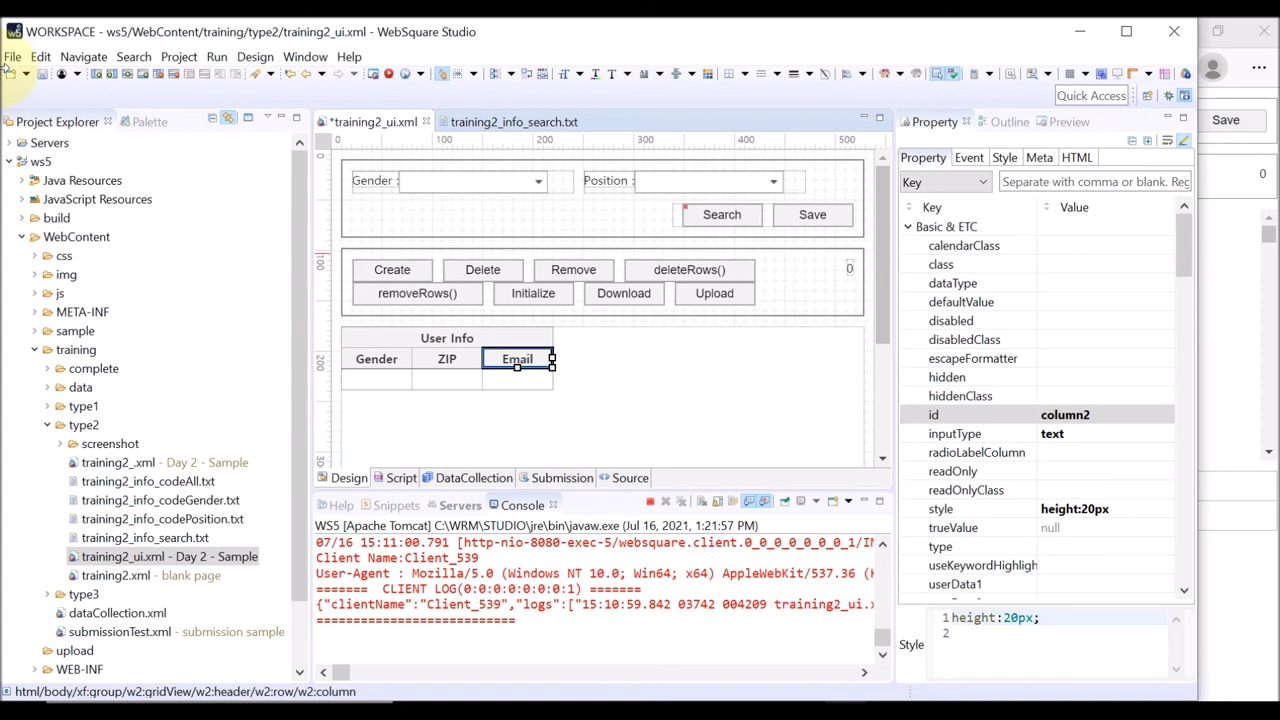 WORKSPACE - ws5/WebContent/training/type2/training2_ui.xml - WebSquare Studio
File Edit Navigate Search Project Run Design Window Help
Quick Access
Project Explorer Palette
Servers
ws5
Java Resources
JavaScript Resources
build
WebContent
css
img
js
META-INF
sample
training
complete
data
type1
type2
screenshot
training2_.xml - Day 2 - Sample
training2_info_codeAll.txt
training2_info_codeGender.txt
training2_info_codePosition.txt
training2_info_search.txt
training2_ui.xml - Day 2 - Sample
training2.xml - blank page
type3
dataCollection.xml
submissionTest.xml - submission sample
upload
WEB-INF
html/body/xf:group/w2:gridView/w2:header/w2:row/w2:column
*training2_ui.xml training2_info_search.txt
0 100 200 300 400 500
0
100
200
Gender : Position :
Search Save
Create Delete Remove deleteRows() 0
removeRows() Initialize Download Upload
User Info
Gender ZIP Email
Design Script DataCollection Submission Source
Help Snippets Servers Console
WS5 [Apache Tomcat] C:\WRM\STUDIO\jre\bin\javaw.exe (Jul 16, 2021, 1:21:57 PM)
07/16 15:11:00.791 [http-nio-8080-exec-5/websquare.client.0_0_0_0_0_0_0_1/IN
Client Name:Client_539
User-Agent : Mozilla/5.0 (Windows NT 10.0; Win64; x64) AppleWebKit/537.36 (K
======= CLIENT LOG(0:0:0:0:0:0:0:1) =======
{"clientName":"Client_539","logs":["15:10:59.842 03742 004209 training2_ui.x
==========================
Property Outline Preview
Property Event Style Meta HTML
Key Separate with comma or blank. Reg
Key Value
Basic & ETC
calendarClass
class
dataType
defaultValue
disabled
disabledClass
escapeFormatter
hidden
hiddenClass
id column2
inputType text
radioLabelColumn
readOnly
readOnlyClass
style height:20px
trueValue null
type
useKeywordHighligh
userData1
Style
1 height:20px;
2
Save
0